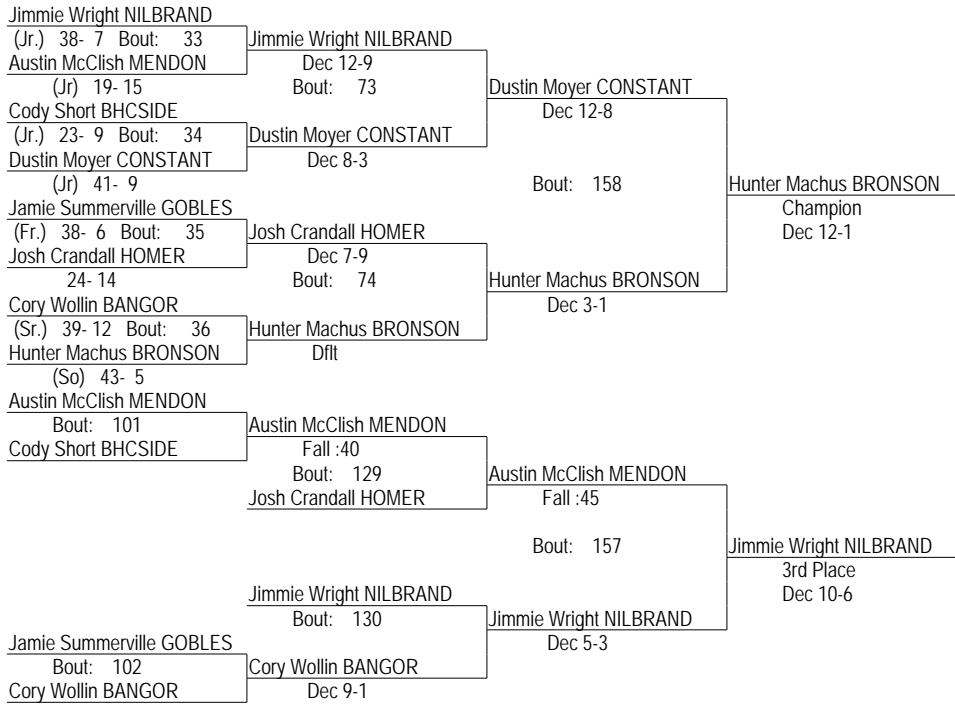 Jimmie Wright NILBRAND
(Jr.) 38- 7 Bout: 33
Jimmie Wright NILBRAND
Austin McClish MENDON
Dec 12-9
(Jr) 19- 15
Bout: 73
Dustin Moyer CONSTANT
Cody Short BHCSIDE
Dec 12-8
(Jr.) 23- 9 Bout: 34
Dustin Moyer CONSTANT
Dustin Moyer CONSTANT
Dec 8-3
(Jr) 41- 9
Bout: 158
Hunter Machus BRONSON
Jamie Summerville GOBLES
Champion
(Fr.) 38- 6 Bout: 35
Josh Crandall HOMER
Dec 12-1
Josh Crandall HOMER
Dec 7-9
24- 14
Bout: 74
Hunter Machus BRONSON
Cory Wollin BANGOR
Dec 3-1
(Sr.) 39- 12 Bout: 36
Hunter Machus BRONSON
Hunter Machus BRONSON
Dflt
(So) 43- 5
Austin McClish MENDON
Bout: 101
Austin McClish MENDON
Cody Short BHCSIDE
Fall :40
Bout: 129
Austin McClish MENDON
Josh Crandall HOMER
Fall :45
Bout: 157
Jimmie Wright NILBRAND
3rd Place
Jimmie Wright NILBRAND
Dec 10-6
Bout: 130
Jimmie Wright NILBRAND
Jamie Summerville GOBLES
Dec 5-3
Bout: 102
Cory Wollin BANGOR
Cory Wollin BANGOR
Dec 9-1